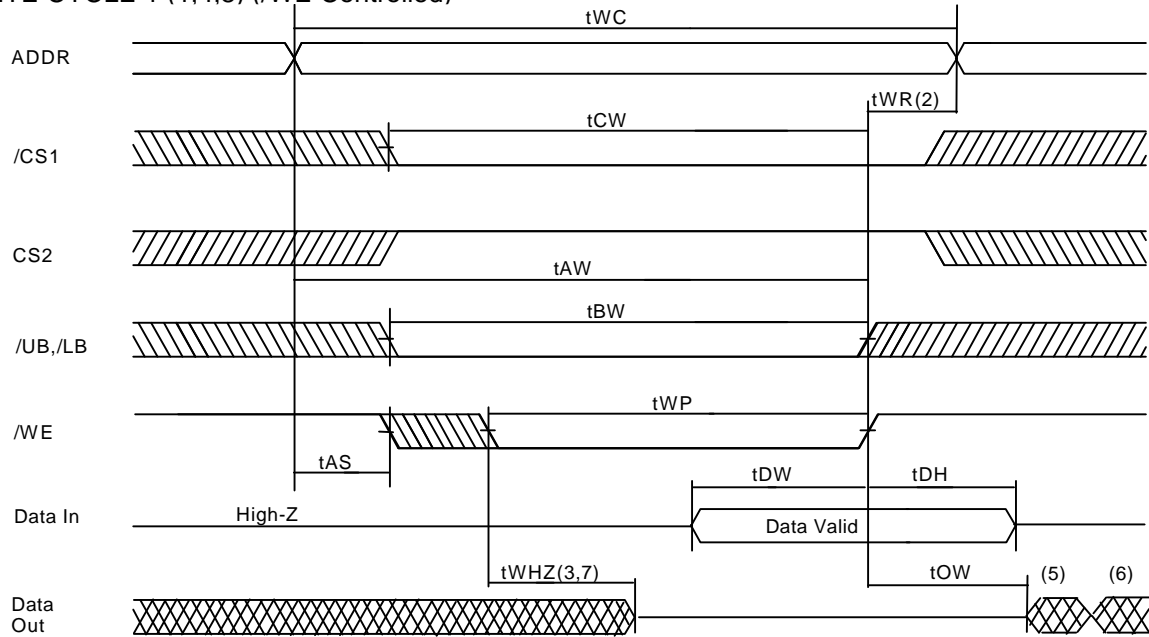 tWC
ADDR
tWR(2)
tCW
/CS1
CS2
tAW
tBW
/UB,/LB
tWP
/WE
tAS
tDW
tDH
Data In
High-Z
Data Valid
tWHZ(3,7)
tOW
(5)
(6)
Data
Out